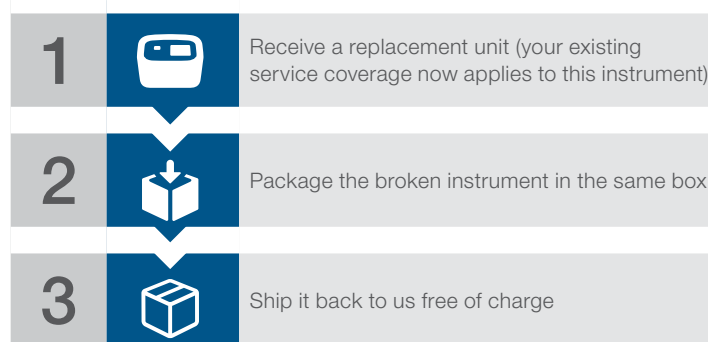 1
Receive a replacement unit (your existing
service coverage now applies to this instrument)
2
Package the broken instrument in the same box
3
Ship it back to us free of charge